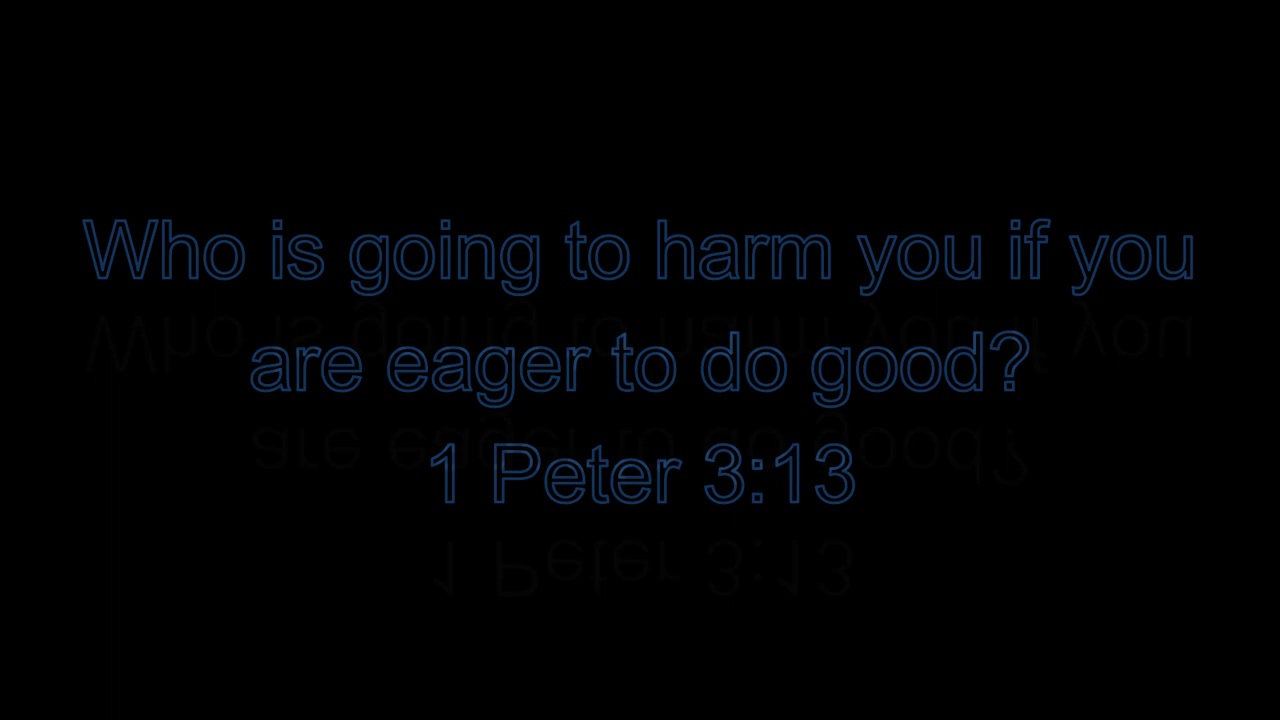 Who is going to harm you if you
are eager to do good?
1 Peter 3:13